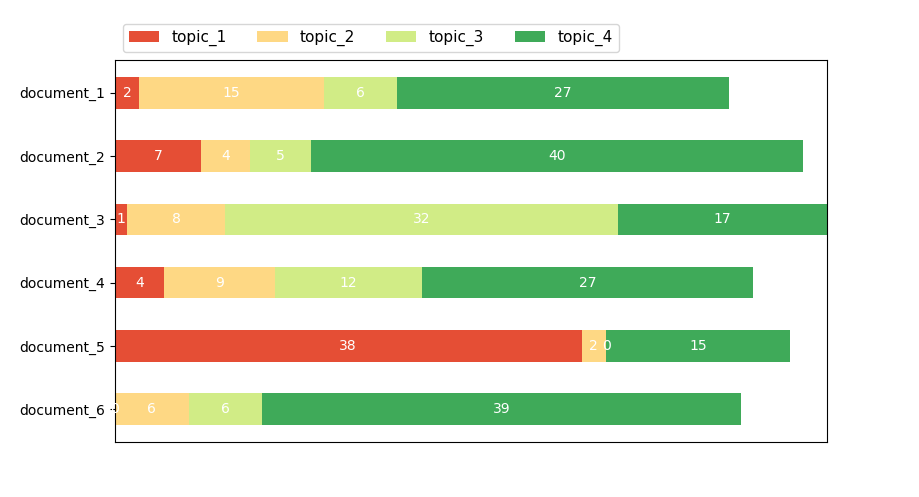 topic_1 topic_2 topic_3 topic_4
document_1 2 15 6 27
document_2 7 4 5 40
document_3 1 8 32 17
document_4 4 9 12 27
document_5 38 2 0 15
document_6 0 6 6 39